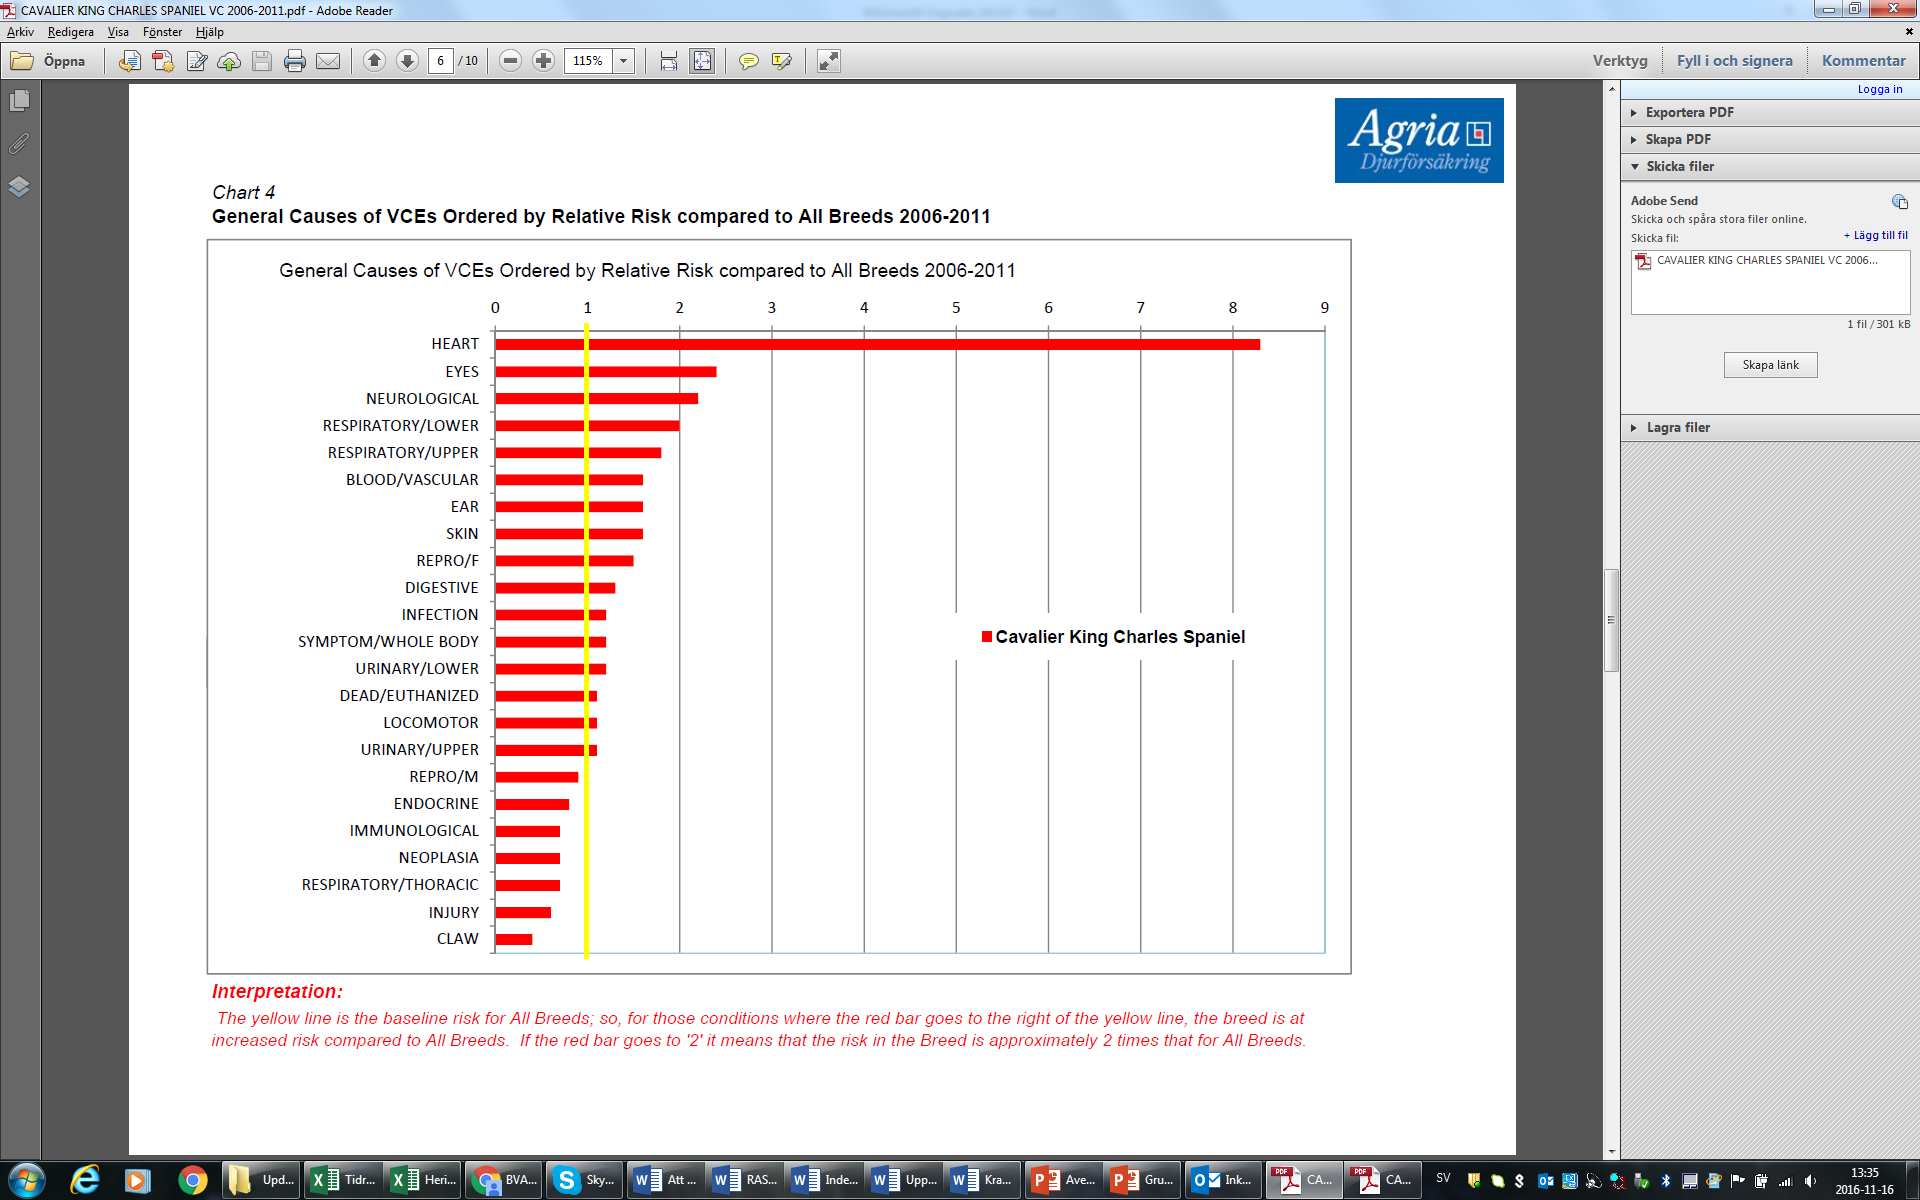 CAVALIER KING CHARLES SPANIEL VC 2006-2011.pdf - Adobe Reader
Arkiv Redigera Visa Fönster Hjälp
Öppna 6 / 10 115% Verktyg Fyll i och signera Kommentar
Logga in
Exportera PDF
Skapa PDF
Skicka filer
Adobe Send
Skicka och spåra stora filer online.
Skicka fil: + Lägg till fil
CAVALIER KING CHARLES SPANIEL VC 2006...
1 fil / 301 kB
Skapa länk
Lagra filer
Agria
Djurförsäkring
Chart 4
General Causes of VCEs Ordered by Relative Risk compared to All Breeds 2006-2011
General Causes of VCEs Ordered by Relative Risk compared to All Breeds 2006-2011
0 1 2 3 4 5 6 7 8 9
HEART
EYES
NEUROLOGICAL
RESPIRATORY/LOWER
RESPIRATORY/UPPER
BLOOD/VASCULAR
EAR
SKIN
REPRO/F
DIGESTIVE
INFECTION
SYMPTOM/WHOLE BODY
URINARY/LOWER
DEAD/EUTHANIZED
LOCOMOTOR
URINARY/UPPER
REPRO/M
ENDOCRINE
IMMUNOLOGICAL
NEOPLASIA
RESPIRATORY/THORACIC
INJURY
CLAW
Cavalier King Charles Spaniel
Interpretation:
The yellow line is the baseline risk for All Breeds; so, for those conditions where the red bar goes to the right of the yellow line, the breed is at
increased risk compared to All Breeds. If the red bar goes to '2' it means that the risk in the Breed is approximately 2 times that for All Breeds.
Upd... Tidr... Heri... BVA... Sky... Att ... RAS... Inde... Upp... Kra... Ave... Gru... Ink... CA... CA... SV 13:35
2016-11-16